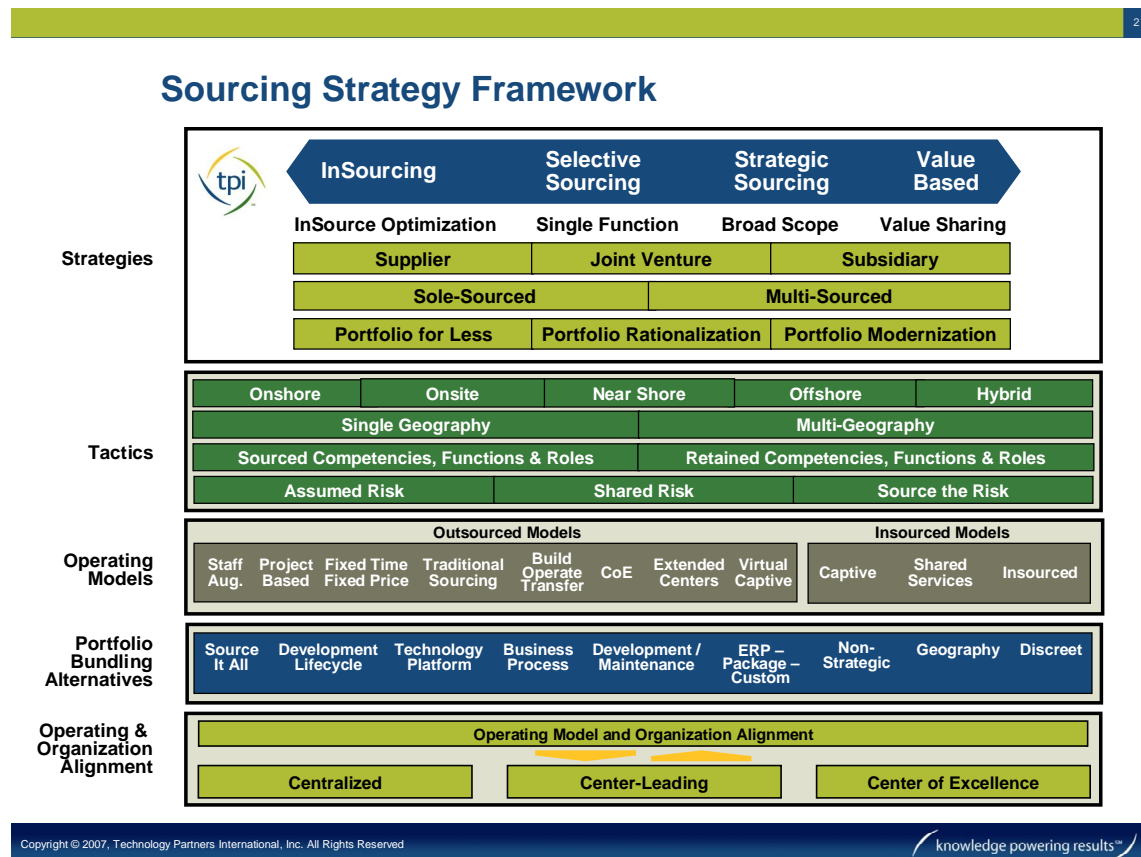 2
Sourcing Strategy Framework
tpi
InSourcing
Selective
Sourcing
Strategic
Sourcing
Value
Based
InSource Optimization
Single Function
Broad Scope
Value Sharing
Strategies
Supplier
Joint Venture
Subsidiary
Sole-Sourced
Multi-Sourced
Portfolio for Less
Portfolio Rationalization
Portfolio Modernization
Tactics
Onshore
Onsite
Near Shore
Offshore
Hybrid
Single Geography
Multi-Geography
Sourced Competencies, Functions & Roles
Retained Competencies, Functions & Roles
Assumed Risk
Shared Risk
Source the Risk
Operating
Models
Outsourced Models
Staff
Aug.
Project
Based
Fixed Time
Fixed Price
Traditional
Sourcing
Build
Operate
Transfer
CoE
Extended
Centers
Virtual
Captive
Insourced Models
Captive
Shared
Services
Insourced
Portfolio
Bundling
Alternatives
Source
It All
Development
Lifecycle
Technology
Platform
Business
Process
Development /
Maintenance
ERP –
Package –
Custom
Non-
Strategic
Geography
Discreet
Operating &
Organization
Alignment
Operating Model and Organization Alignment
Centralized
Center-Leading
Center of Excellence
Copyright © 2007, Technology Partners International, Inc. All Rights Reserved
knowledge powering results℠